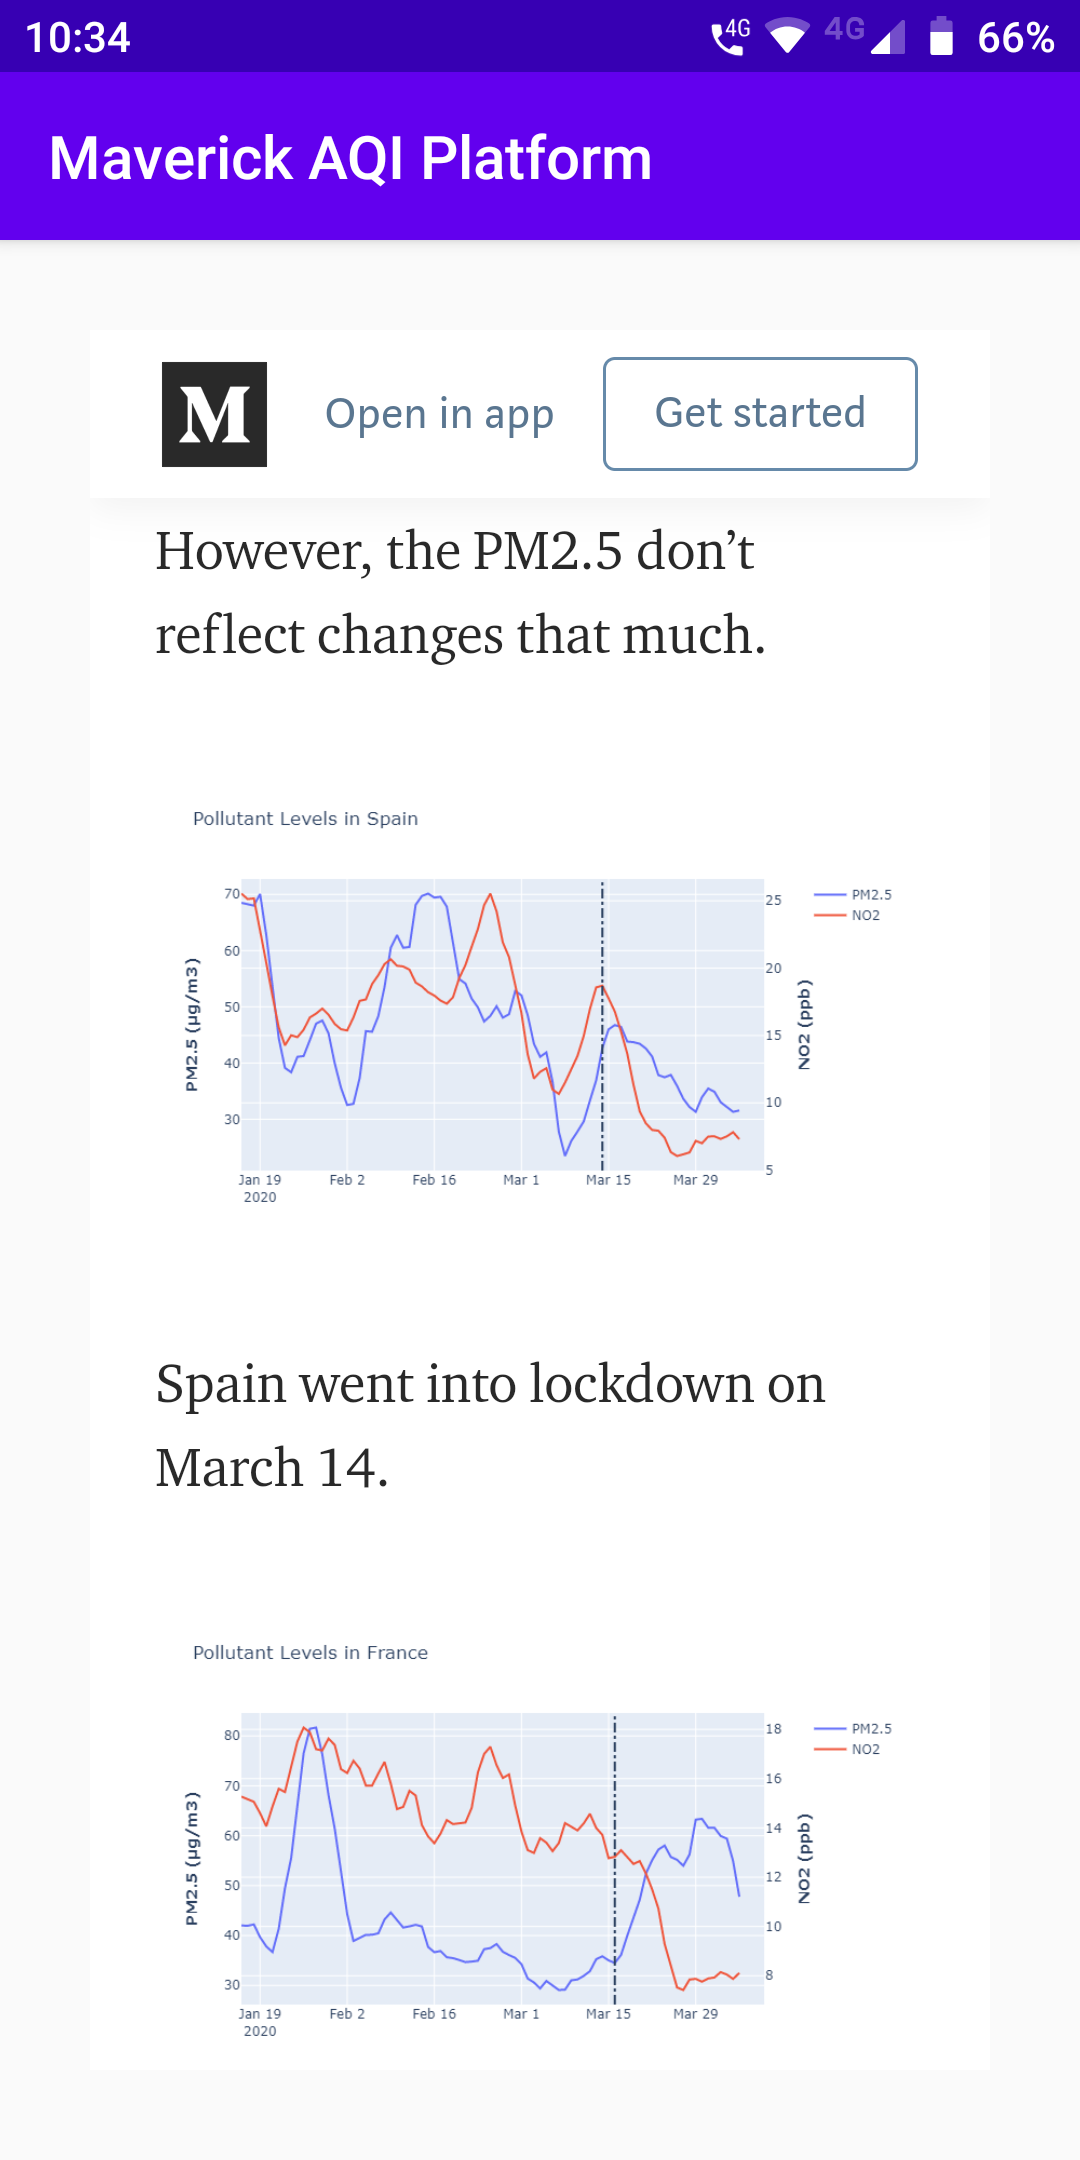 10:34 4G 4G 66%
Maverick AQI Platform
M Open in app Get started
However, the PM2.5 don’t
reflect changes that much.
Pollutant Levels in Spain
70
60
50
40
30
PM2.5 (μg/m3)
25
20
15
10
5
NO2 (ppb)
PM2.5
NO2
Jan 19 Feb 2 Feb 16 Mar 1 Mar 15 Mar 29
2020
Spain went into lockdown on
March 14.
Pollutant Levels in France
80
70
60
50
40
30
PM2.5 (μg/m3)
18
16
14
12
10
8
NO2 (ppb)
PM2.5
NO2
Jan 19 Feb 2 Feb 16 Mar 1 Mar 15 Mar 29
2020